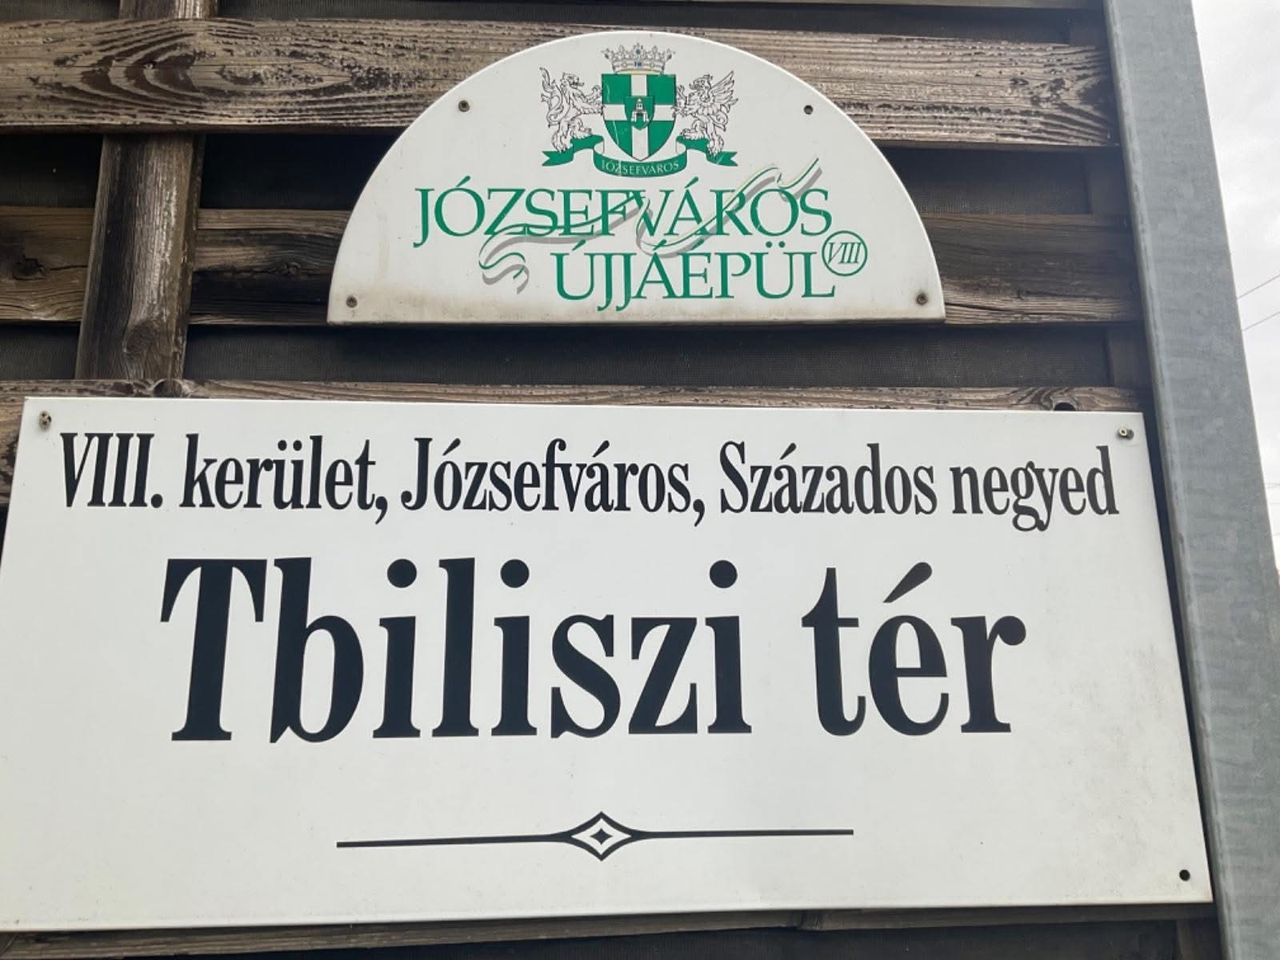 JÓZSEFVÁROS
JÓZSEFVÁROS
ÚJJÁÉPÜL VIII
VIII. kerület, Józsefváros, Százados negyed
Tbiliszi tér